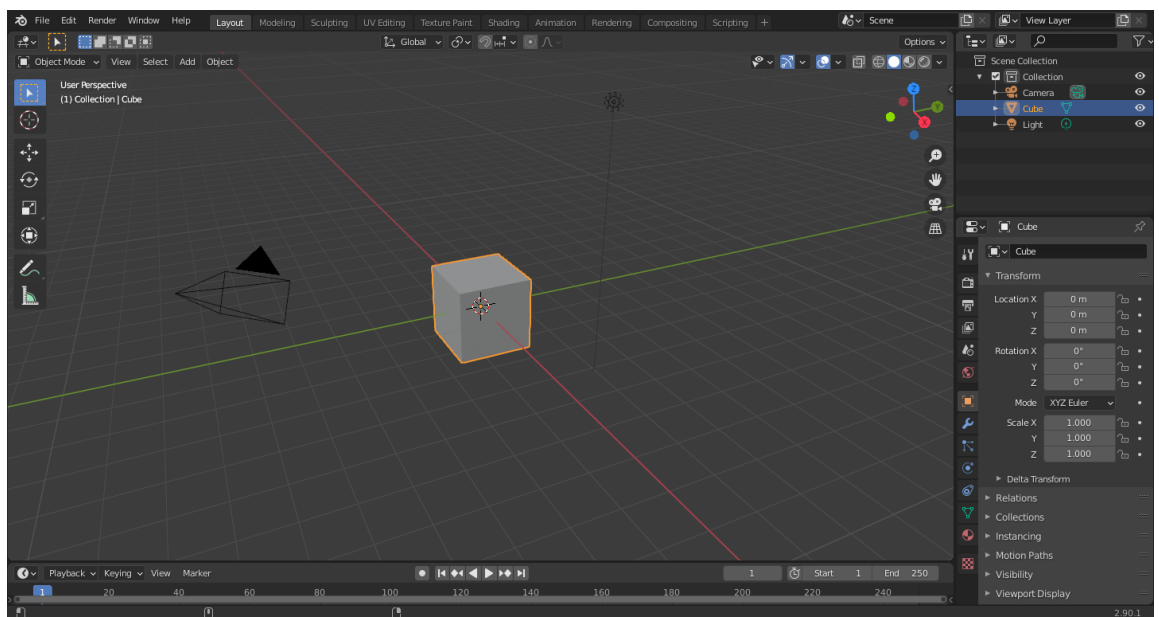 File Edit Render Window Help Layout Modeling Sculpting UV Editing Texture Paint Shading Animation Rendering Compositing Scripting + Scene View Layer
Global Options
Object Mode View Select Add Object
User Perspective
(1) Collection | Cube
Z
Y
X
Scene Collection
Collection
Camera
Cube
Light
Cube
Cube
Transform
Location X 0 m
Y 0 m
Z 0 m
Rotation X 0°
Y 0°
Z 0°
Mode XYZ Euler
Scale X 1.000
Y 1.000
Z 1.000
Delta Transform
Relations
Collections
Instancing
Motion Paths
Visibility
Viewport Display
Playback Keying View Marker 1 Start 1 End 250
1 20 40 60 80 100 120 140 160 180 200 220 240
2.90.1